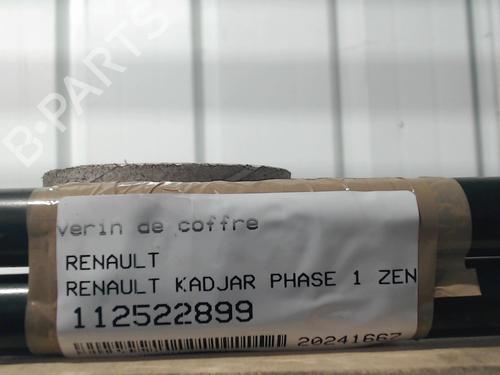 B-PARTS
verin de coffre
RENAULT
RENAULT KADJAR PHASE 1 ZEN
112522899
20241667